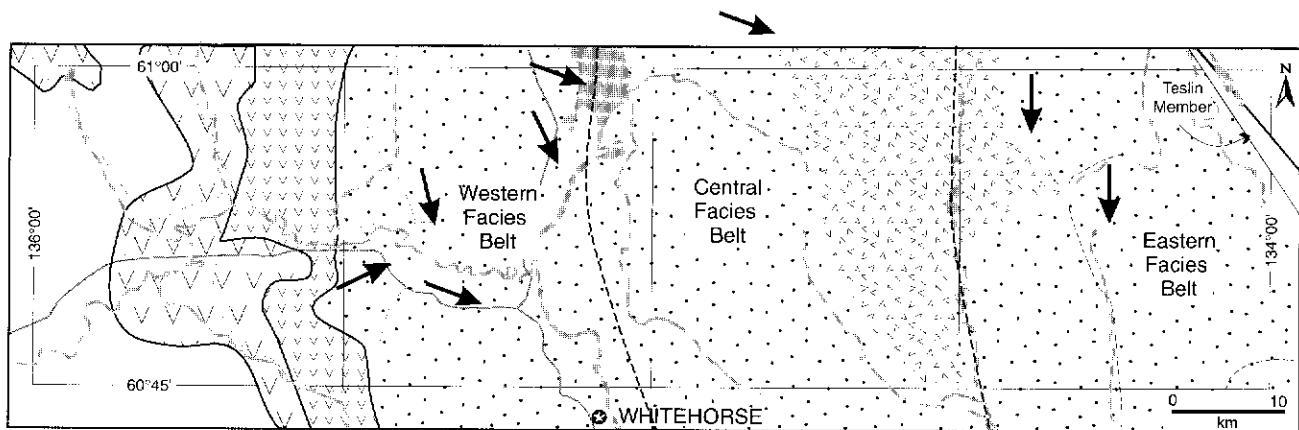 61°00'
N
Teslin
Member
136°00'
Western
Facies
Belt
Central
Facies
Belt
Eastern
Facies
Belt
134°00'
60°45'
WHITEHORSE
0 10
km